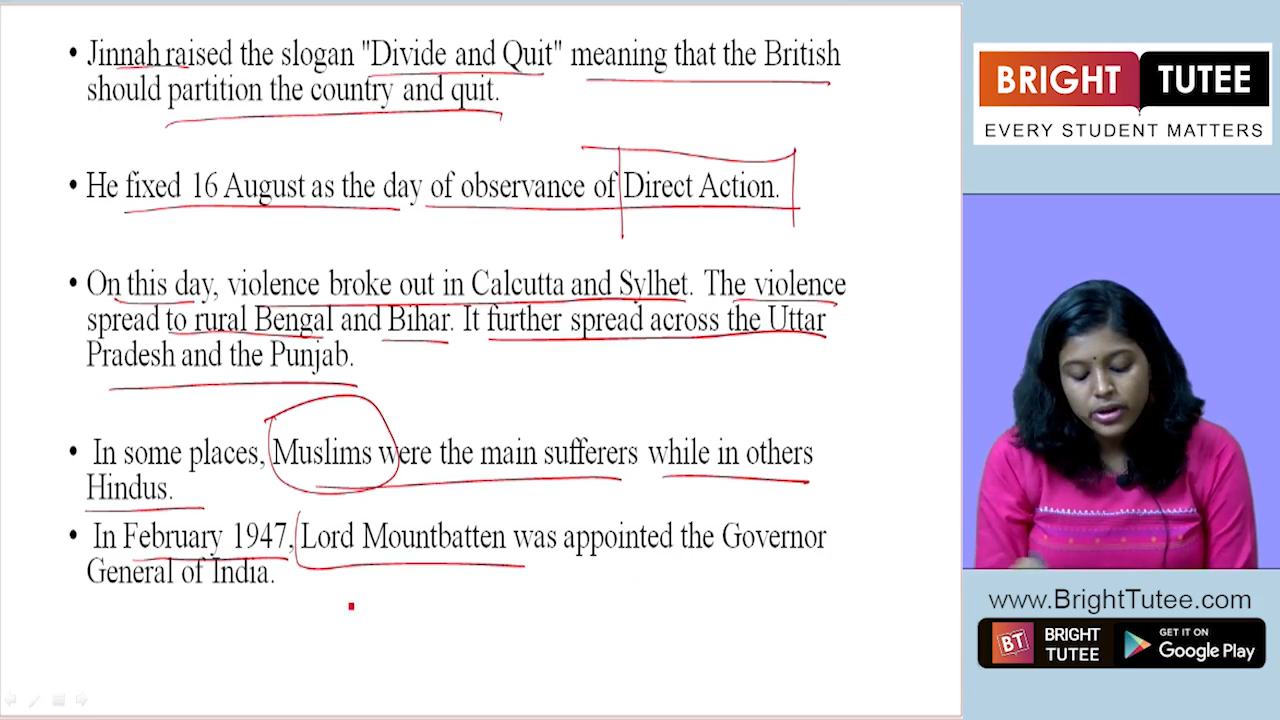 • Jinnah raised the slogan "Divide and Quit" meaning that the British
should partition the country and quit.
• He fixed 16 August as the day of observance of Direct Action.
• On this day, violence broke out in Calcutta and Sylhet. The violence
spread to rural Bengal and Bihar. It further spread across the Uttar
Pradesh and the Punjab.
• In some places, Muslims were the main sufferers while in others
Hindus.
• In February 1947, Lord Mountbatten was appointed the Governor
General of India.
BRIGHT TUTEE
EVERY STUDENT MATTERS
www.BrightTutee.com
BT BRIGHT TUTEE
GET IT ON
Google Play